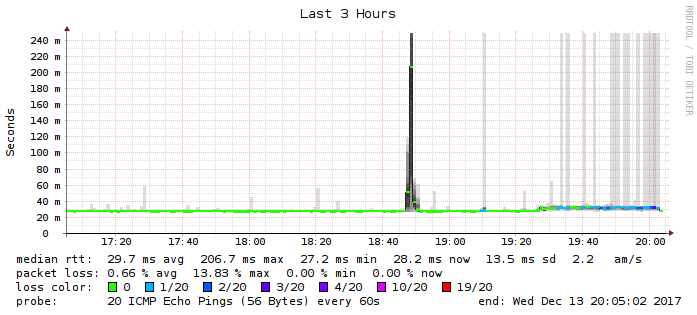 Last 3 Hours
RRDTOOL / TOBI OETIKER
Seconds
240 m
220 m
200 m
180 m
160 m
140 m
120 m
100 m
80 m
60 m
40 m
20 m
0
17:20 17:40 18:00 18:20 18:40 19:00 19:20 19:40 20:00
median rtt: 29.7 ms avg 206.7 ms max 27.2 ms min 28.2 ms now 13.5 ms sd 2.2 am/s
packet loss: 0.66 % avg 13.83 % max 0.00 % min 0.00 % now
loss color: 0 1/20 2/20 3/20 4/20 10/20 19/20
probe: 20 ICMP Echo Pings (56 Bytes) every 60s end: Wed Dec 13 20:05:02 2017